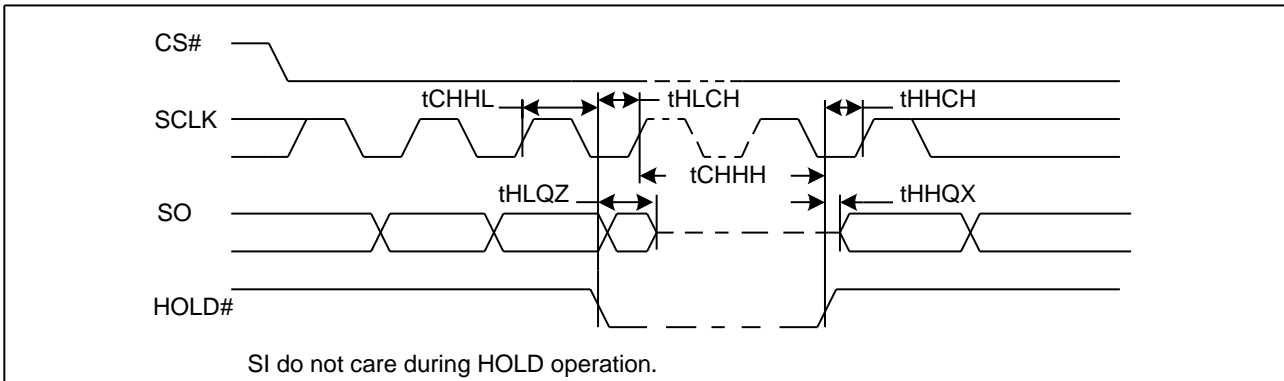 CS#
tCHHL
tHLCH
tHHCH
SCLK
tCHHH
tHLQZ
tHHQX
SO
HOLD#
SI do not care during HOLD operation.